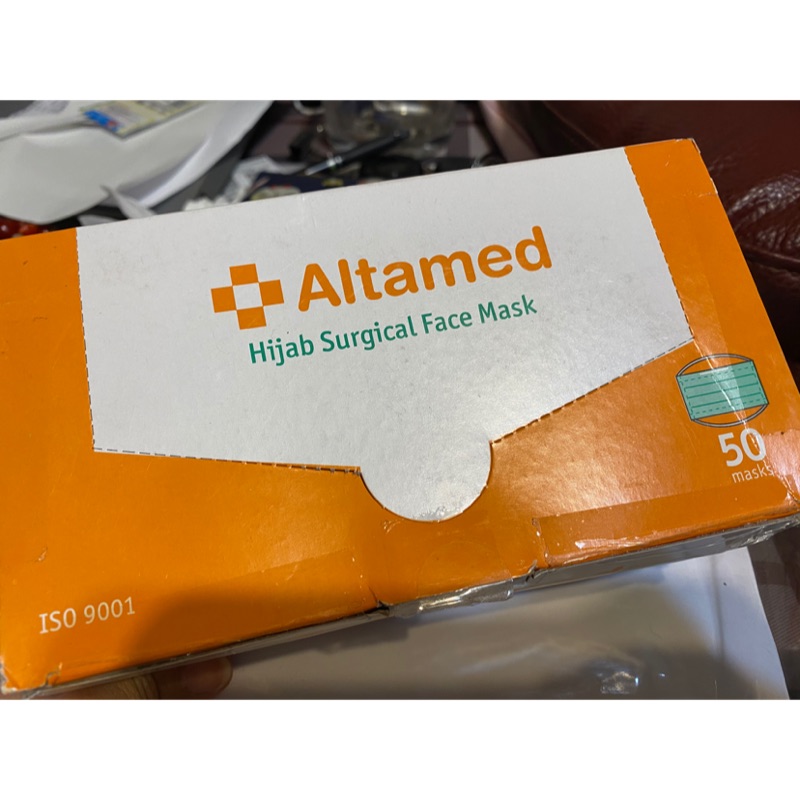 Altamed
Hijab Surgical Face Mask
50
masks
ISO 9001